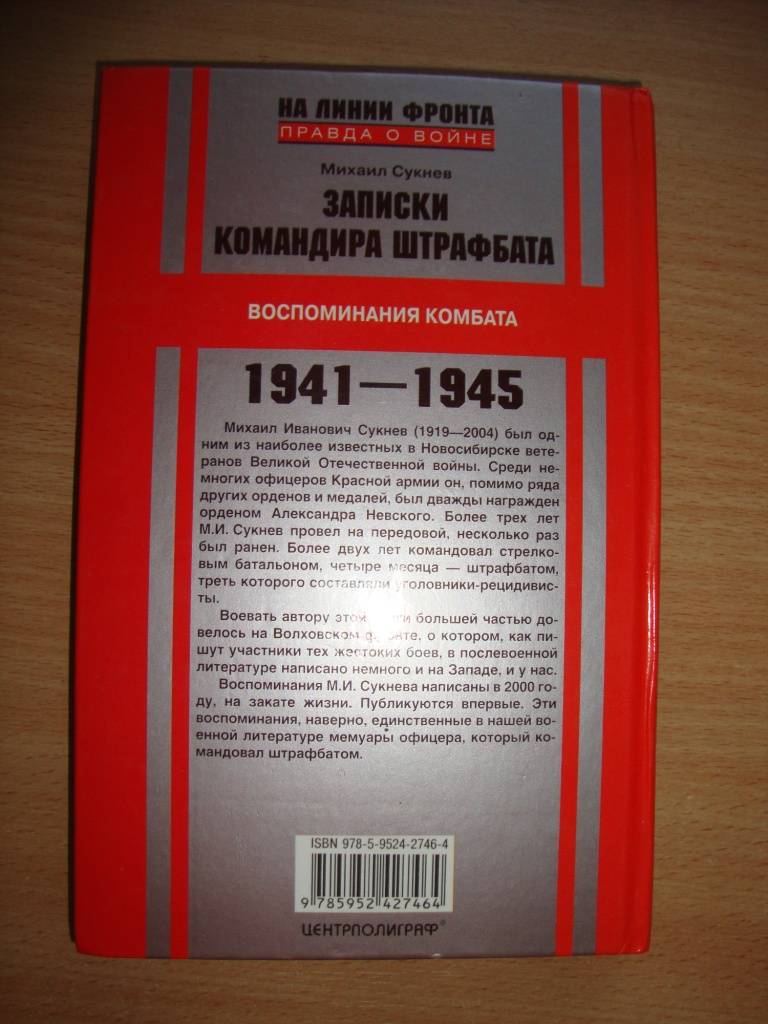 НА ЛИНИИ ФРОНТА
ПРАВДА О ВОЙНЕ
Михаил Сукнев
ЗАПИСКИ
КОМАНДИРА ШТРАФБАТА
ВОСПОМИНАНИЯ КОМБАТА
1941—1945
Михаил Иванович Сукнев (1919—2004) был од-
ним из наиболее известных в Новосибирске вете-
ранов Великой Отечественной войны. Среди не-
многих офицеров Красной армии он, помимо ряда
других орденов и медалей, был дважды награжден
орденом Александра Невского. Более трех лет
М.И. Сукнев провел на передовой, несколько раз
был ранен. Более двух лет командовал стрелко-
вым батальоном, четыре месяца — штрафбатом,
треть которого составляли уголовники-рецидивис-
ты.
Воевать автору этой большей частью до-
велось на Волховском фронте, о котором, как пи-
шут участники тех жестоких боев, в послевоенной
литературе написано немного и на Западе, и у нас.
Воспоминания М.И. Сукнева написаны в 2000 го-
ду, на закате жизни. Публикуются впервые. Эти
воспоминания, наверно, единственные в нашей во-
енной литературе мемуары офицера, который ко-
мандовал штрафбатом.
ISBN 978-5-9524-2746-4
9 785952 427464
ЦЕНТРПОЛИГРАФ®